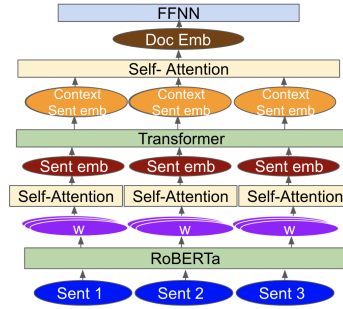 FFNN
Doc Emb
Self- Attention
Context Context Context
Sent emb Sent emb Sent emb
Transformer
Sent emb Sent emb Sent emb
Self-Attention Self-Attention Self-Attention
w w w
RoBERTa
Sent 1 Sent 2 Sent 3